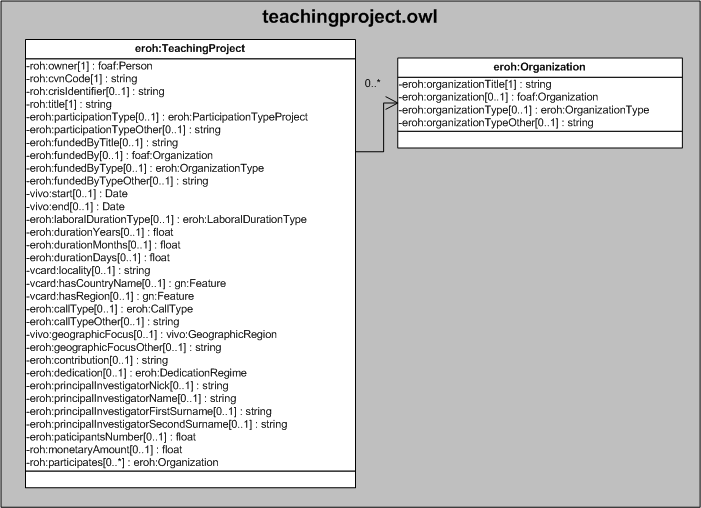 teachingproject.owl
eroh:TeachingProject
-roh:owner[1] : foaf:Person
-roh:cvnCode[1] : string
-roh:crisIdentifier[0..1] : string
-roh:title[1] : string
-eroh:participationType[0..1] : eroh:ParticipationTypeProject
-eroh:participationTypeOther[0..1] : string
-eroh:fundedByTitle[0..1] : string
-eroh:fundedBy[0..1] : foaf:Organization
-eroh:fundedByType[0..1] : eroh:OrganizationType
-eroh:fundedByTypeOther[0..1] : string
-vivo:start[0..1] : Date
-vivo:end[0..1] : Date
-eroh:laboralDurationType[0..1] : eroh:LaboralDurationType
-eroh:durationYears[0..1] : float
-eroh:durationMonths[0..1] : float
-eroh:durationDays[0..1] : float
-vcard:locality[0..1] : string
-vcard:hasCountryName[0..1] : gn:Feature
-vcard:hasRegion[0..1] : gn:Feature
-eroh:callType[0..1] : eroh:CallType
-eroh:callTypeOther[0..1] : string
-vivo:geographicFocus[0..1] : vivo:GeographicRegion
-eroh:geographicFocusOther[0..1] : string
-eroh:contribution[0..1] : string
-eroh:dedication[0..1] : eroh:DedicationRegime
-eroh:principalInvestigatorNick[0..1] : string
-eroh:principalInvestigatorName[0..1] : string
-eroh:principalInvestigatorFirstSurname[0..1] : string
-eroh:principalInvestigatorSecondSurname[0..1] : string
-eroh:paticipantsNumber[0..1] : float
-roh:monetaryAmount[0..1] : float
-roh:participates[0..*] : eroh:Organization
0..*
eroh:Organization
-eroh:organizationTitle[1] : string
-eroh:organization[0..1] : foaf:Organization
-eroh:organizationType[0..1] : eroh:OrganizationType
-eroh:organizationTypeOther[0..1] : string